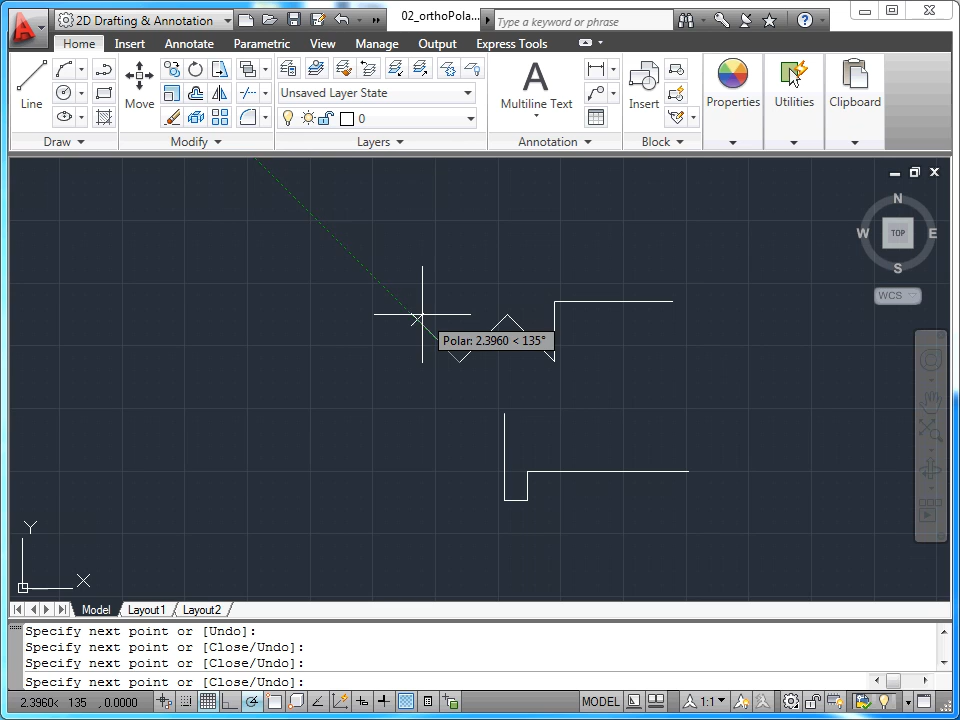 2D Drafting & Annotation
02_orthoPola...
Type a keyword or phrase
Home Insert Annotate Parametric View Manage Output Express Tools
Unsaved Layer State
Line Move 0 Multiline Text Insert Properties Utilities Clipboard
Draw Modify Layers Annotation Block
N
W TOP E
S
WCS
Polar: 2.3960 < 135°
Y
X
Model Layout1 Layout2
Specify next point or [Undo]:
Specify next point or [Close/Undo]:
Specify next point or [Close/Undo]:
Specify next point or [Close/Undo]:
2.3960< 135 , 0.0000 MODEL 1:1